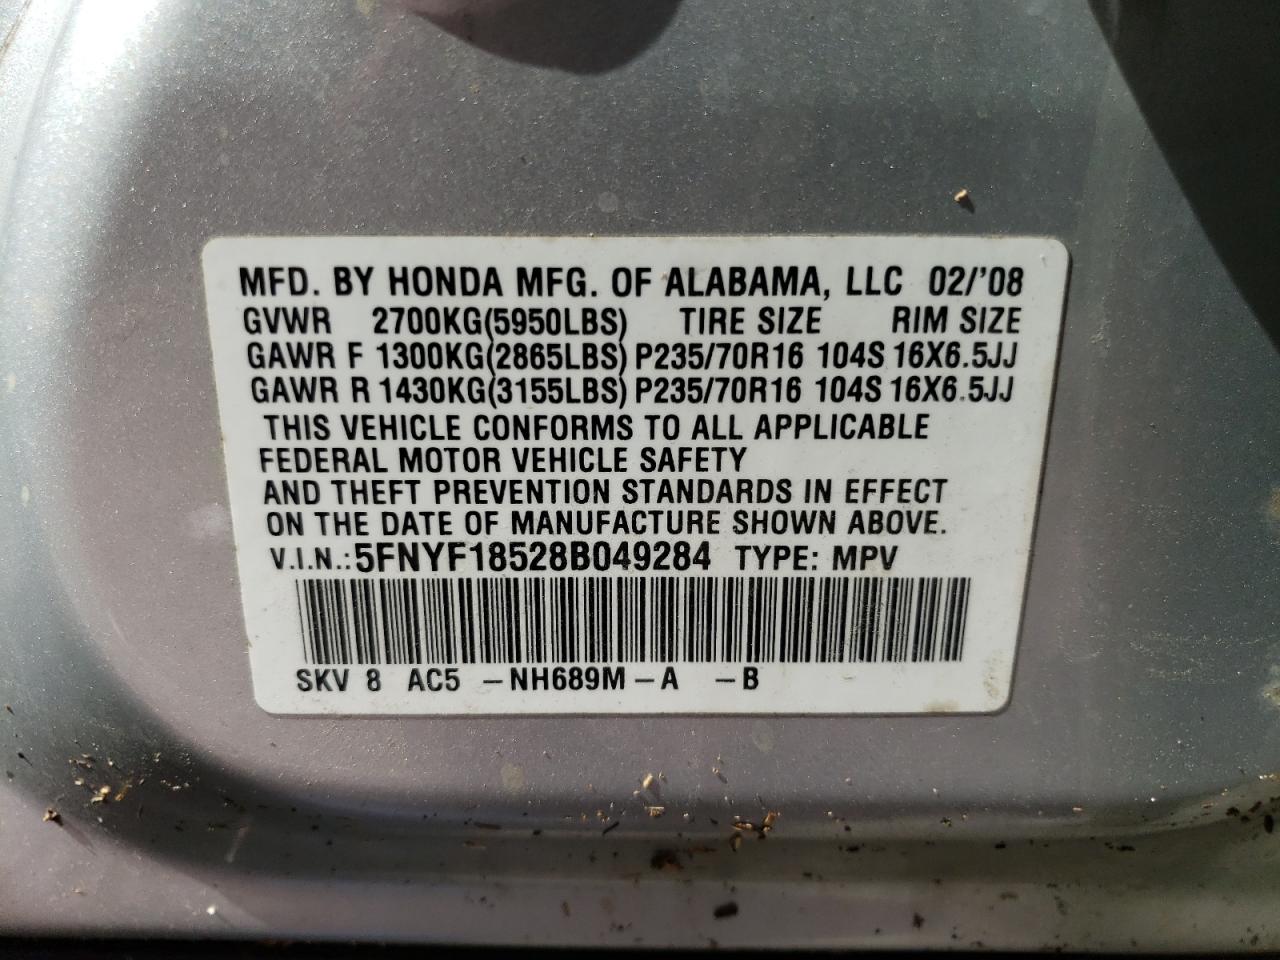 MFD. BY HONDA MFG. OF ALABAMA, LLC 02/'08
GVWR 2700KG(5950LBS) TIRE SIZE RIM SIZE
GAWR F 1300KG(2865LBS) P235/70R16 104S 16X6.5JJ
GAWR R 1430KG(3155LBS) P235/70R16 104S 16X6.5JJ
THIS VEHICLE CONFORMS TO ALL APPLICABLE
FEDERAL MOTOR VEHICLE SAFETY
AND THEFT PREVENTION STANDARDS IN EFFECT
ON THE DATE OF MANUFACTURE SHOWN ABOVE.
V.I.N.: 5FNYF18528B049284 TYPE: MPV
SKV 8 AC5 -NH689M-A -B